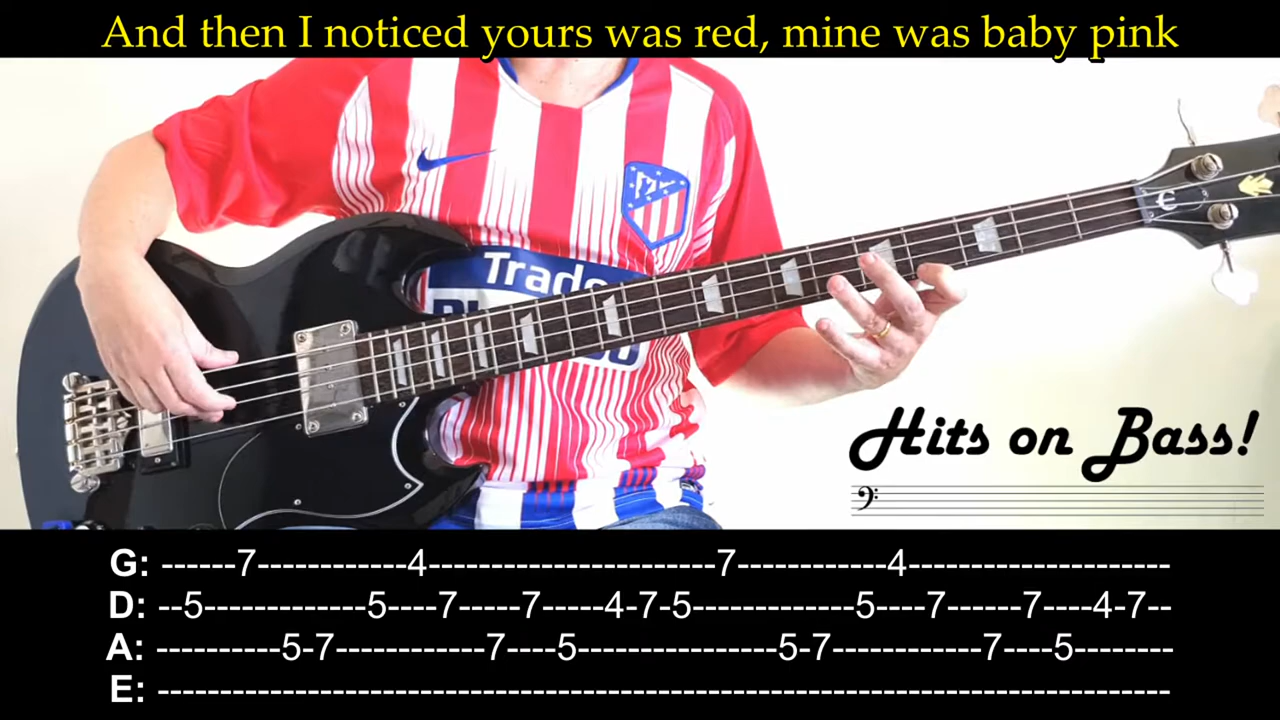 And then I noticed yours was red, mine was baby pink
Trade
Hits on Bass!
G: ------7------------4-----------------------7------------4---------------------
D: --5-------------5----7-----7-----4-7-5-------------5----7------7----4-7--
A: ----------5-7------------7----5----------------5-7------------7----5--------
E: ---------------------------------------------------------------------------------